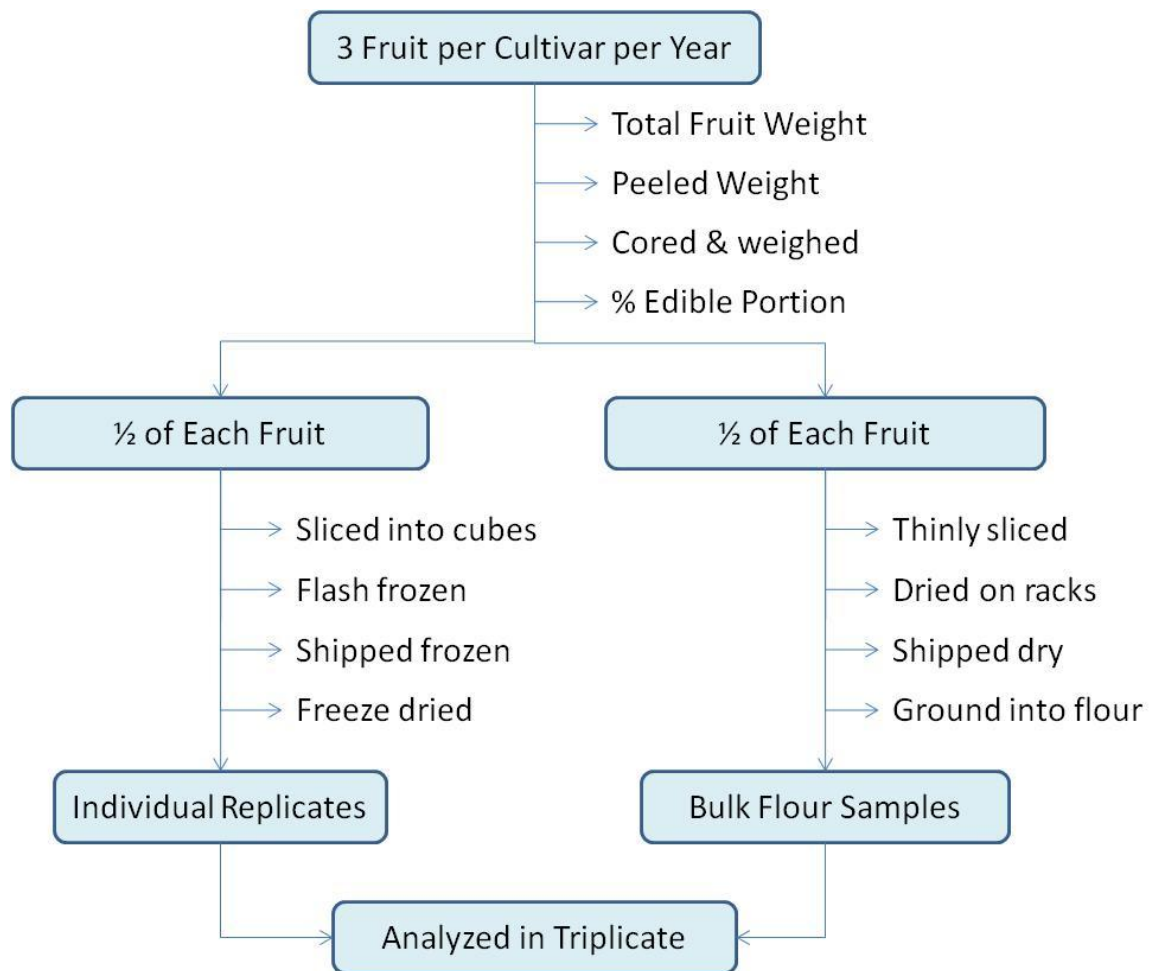 3 Fruit per Cultivar per Year
Total Fruit Weight
Peeled Weight
Cored & weighed
% Edible Portion
½ of Each Fruit
½ of Each Fruit
Sliced into cubes
Flash frozen
Shipped frozen
Freeze dried
Thinly sliced
Dried on racks
Shipped dry
Ground into flour
Individual Replicates
Bulk Flour Samples
Analyzed in Triplicate